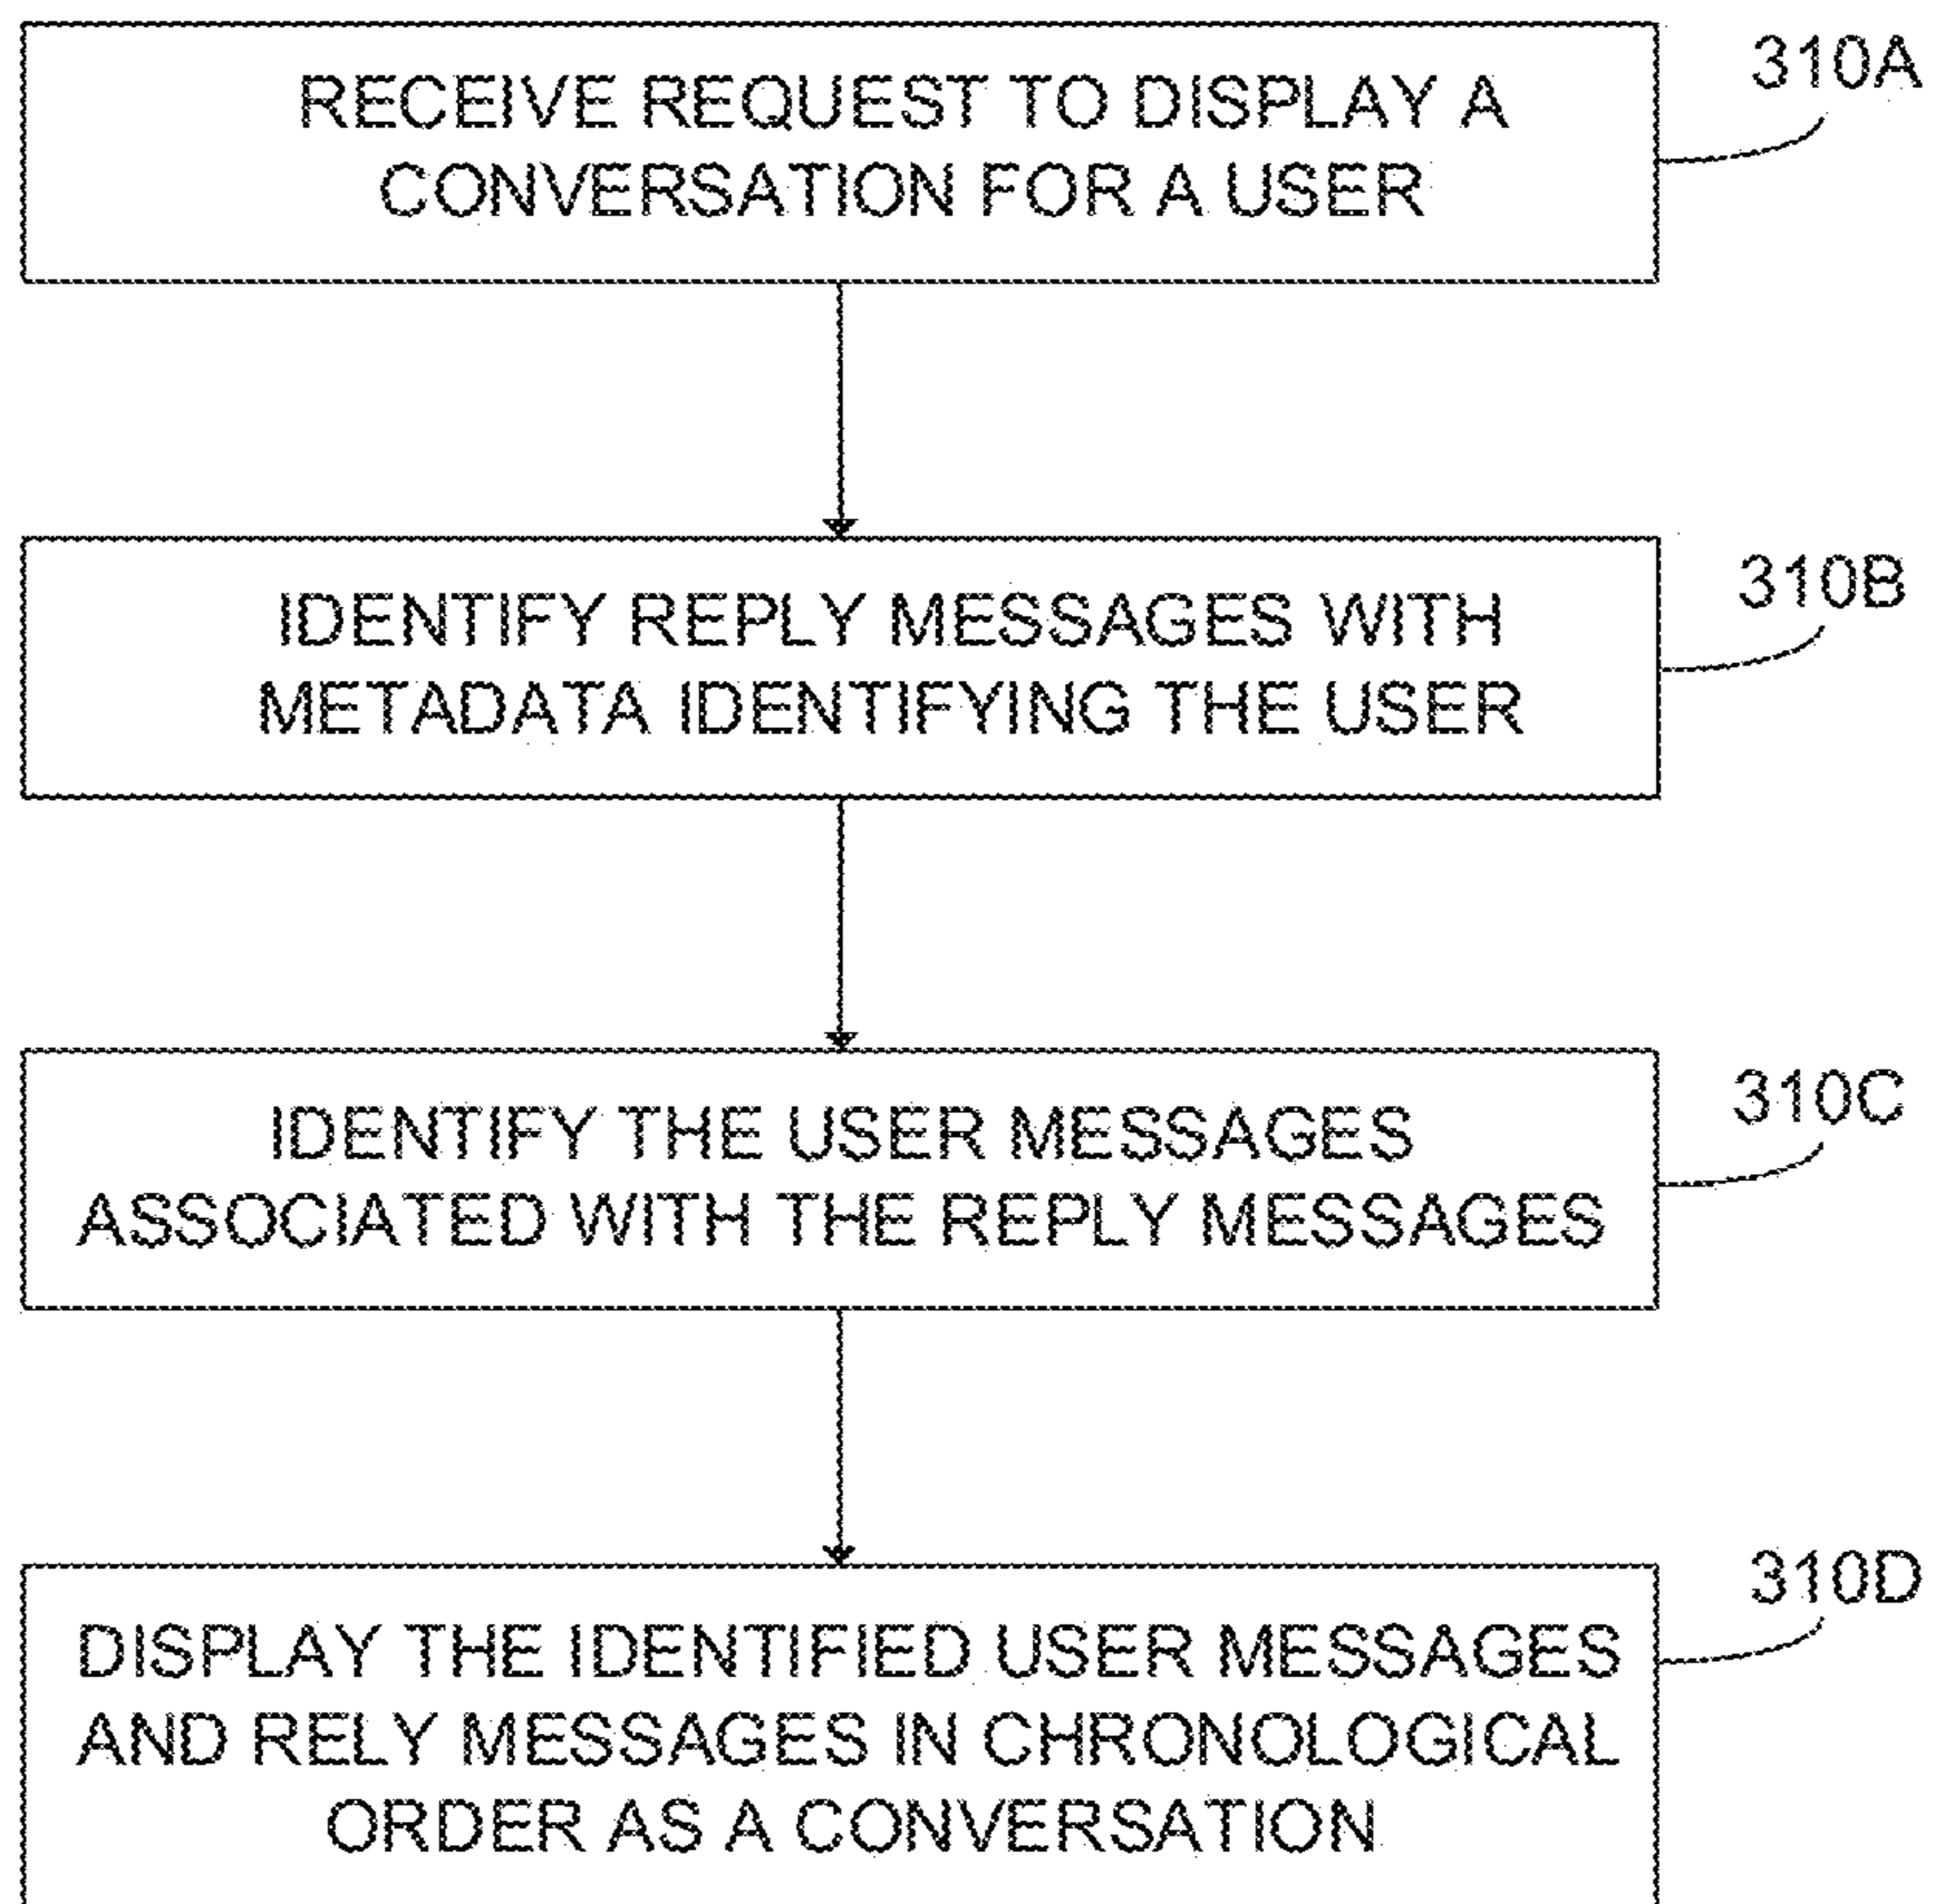 RECEIVE REQUEST TO DISPLAY A
CONVERSATION FOR A USER
310A
IDENTIFY REPLY MESSAGES WITH
METADATA IDENTIFYING THE USER
310B
IDENTIFY THE USER MESSAGES
ASSOCIATED WITH THE REPLY MESSAGES
310C
DISPLAY THE IDENTIFIED USER MESSAGES
AND RELY MESSAGES IN CHRONOLOGICAL
ORDER AS A CONVERSATION
310D